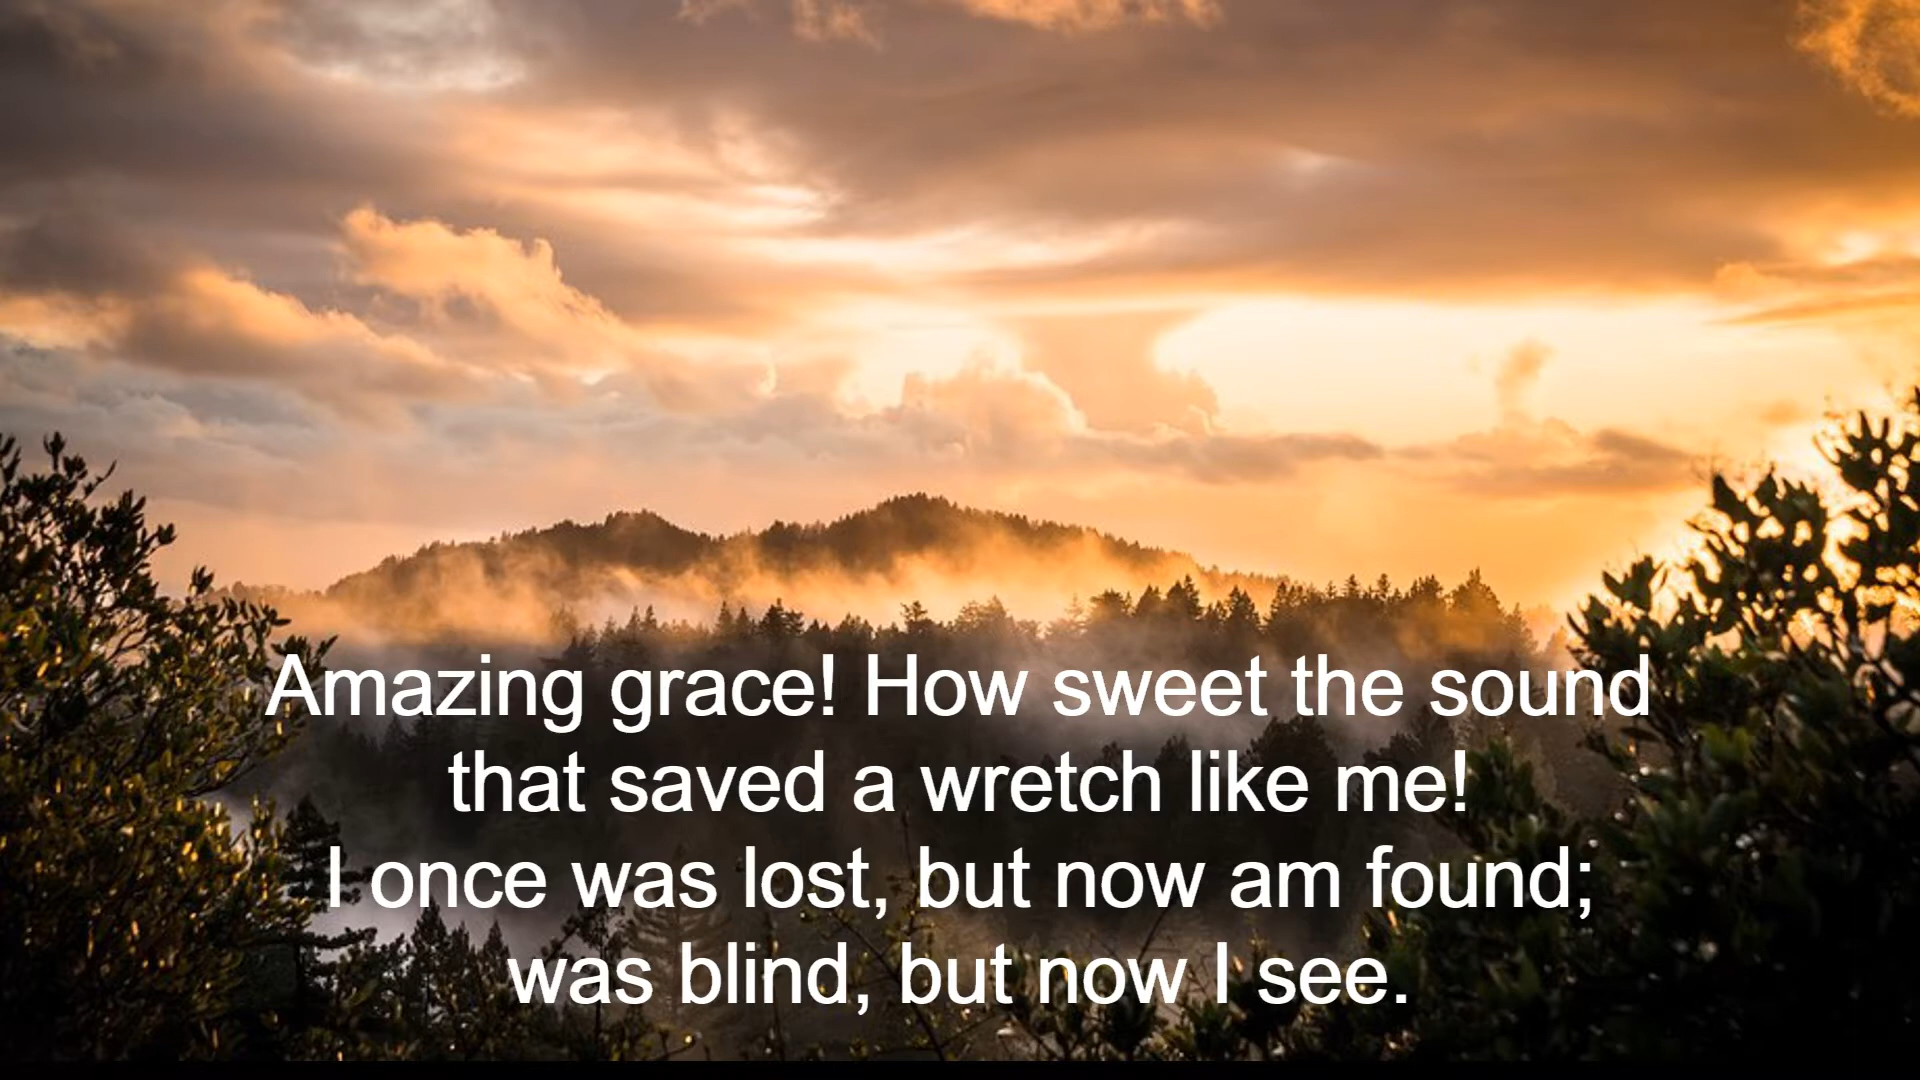 Amazing grace! How sweet the sound
that saved a wretch like me!
I once was lost, but now am found;
was blind, but now I see.